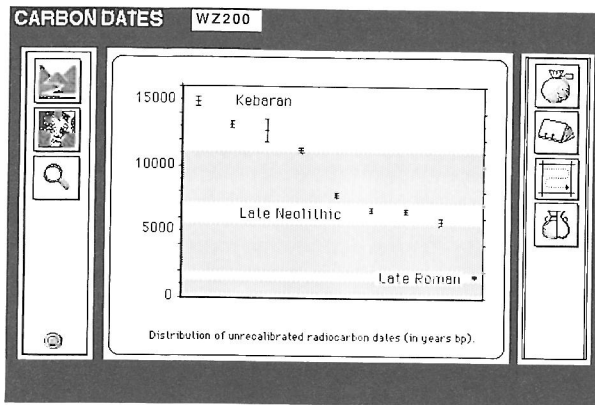 CARBON DATES WZ200
15000 Kebaran
10000
Late Neolithic
5000
Late Roman
0
Distribution of unrecalibrated radiocarbon dates (in years bp).